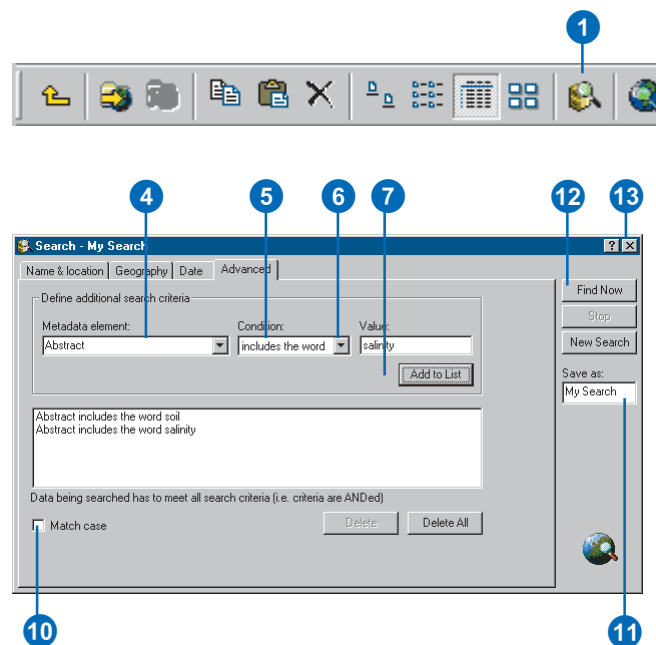 1
4 5 6 7 12 13
Search - My Search
Name & location Geography Date Advanced
Define additional search criteria
Metadata element: Condition: Value:
Abstract includes the word salinity
Add to List
Abstract includes the word soil
Abstract includes the word salinity
Data being searched has to meet all search criteria (i.e. criteria are ANDed)
Match case Delete Delete All
Find Now
Stop
New Search
Save as:
My Search
10 11